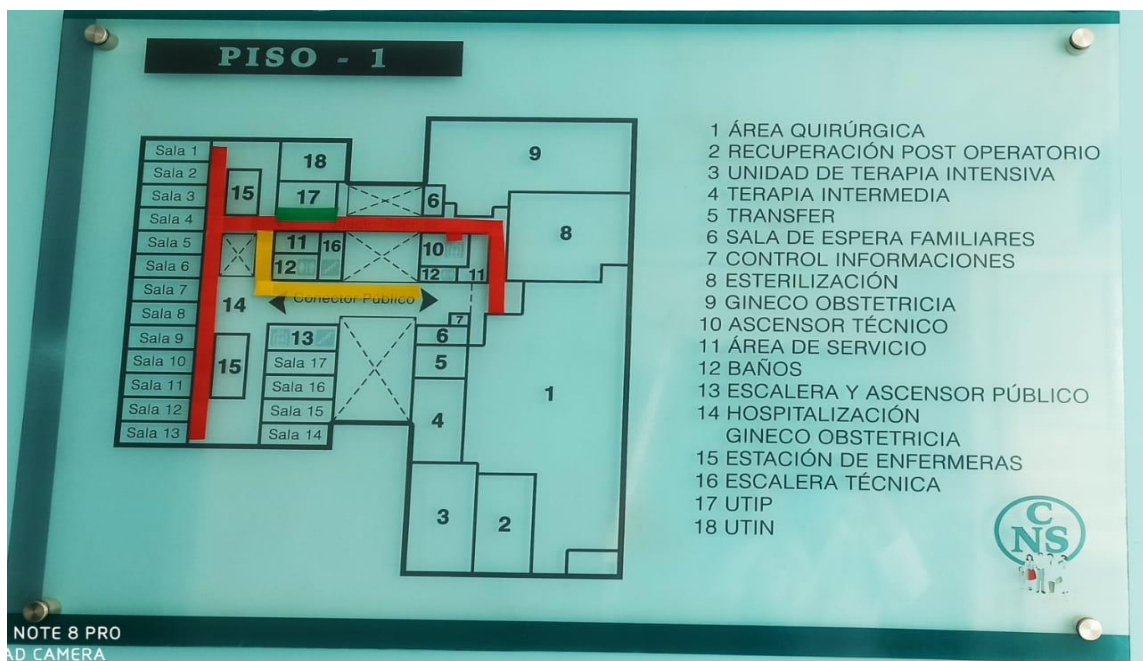 PISO - 1
Sala 1
Sala 2
Sala 3
Sala 4
Sala 5
Sala 6
Sala 7
Sala 8
Sala 9
Sala 10
Sala 11
Sala 12
Sala 13
15
18
17
11
16
12
14
15
13
Sala 17
Sala 16
Sala 15
Sala 14
Conector Público
9
6
8
10
12
11
7
6
5
4
1
3
2
1 ÁREA QUIRÚRGICA
2 RECUPERACIÓN POST OPERATORIO
3 UNIDAD DE TERAPIA INTENSIVA
4 TERAPIA INTERMEDIA
5 TRANSFER
6 SALA DE ESPERA FAMILIARES
7 CONTROL INFORMACIONES
8 ESTERILIZACIÓN
9 GINECO OBSTETRICIA
10 ASCENSOR TÉCNICO
11 ÁREA DE SERVICIO
12 BAÑOS
13 ESCALERA Y ASCENSOR PÚBLICO
14 HOSPITALIZACIÓN
GINECO OBSTETRICIA
15 ESTACIÓN DE ENFERMERAS
16 ESCALERA TÉCNICA
17 UTIP
18 UTIN
C
NS
NOTE 8 PRO
AD CAMERA